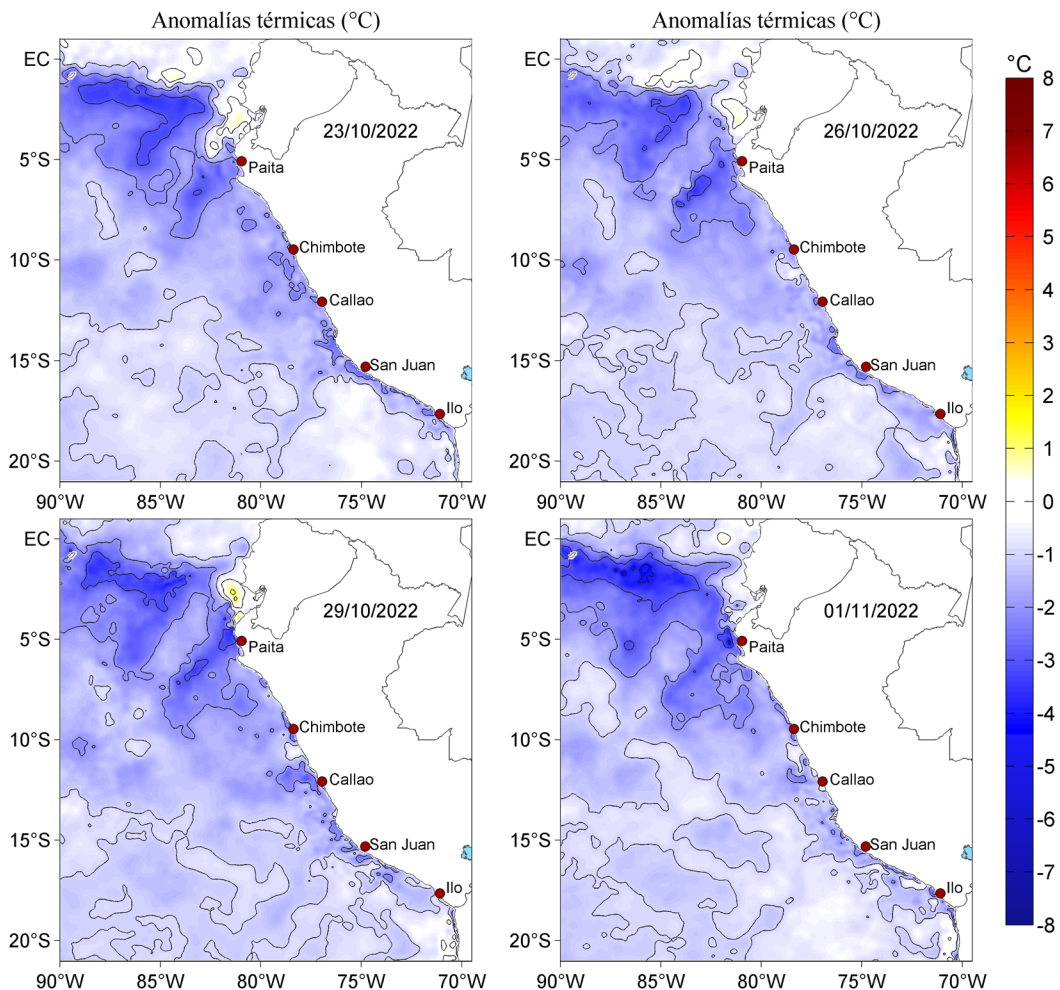 Anomalías térmicas (°C)
Anomalías térmicas (°C)
°C
8
7
6
5
4
3
2
1
0
-1
-2
-3
-4
-5
-6
-7
-8
EC
5°S
10°S
15°S
20°S
90°W
85°W
80°W
75°W
70°W
23/10/2022
Paita
Chimbote
Callao
San Juan
Ilo
EC
5°S
10°S
15°S
20°S
90°W
85°W
80°W
75°W
70°W
26/10/2022
Paita
Chimbote
Callao
San Juan
Ilo
EC
5°S
10°S
15°S
20°S
90°W
85°W
80°W
75°W
70°W
29/10/2022
Paita
Chimbote
Callao
San Juan
Ilo
EC
5°S
10°S
15°S
20°S
90°W
85°W
80°W
75°W
70°W
01/11/2022
Paita
Chimbote
Callao
San Juan
Ilo